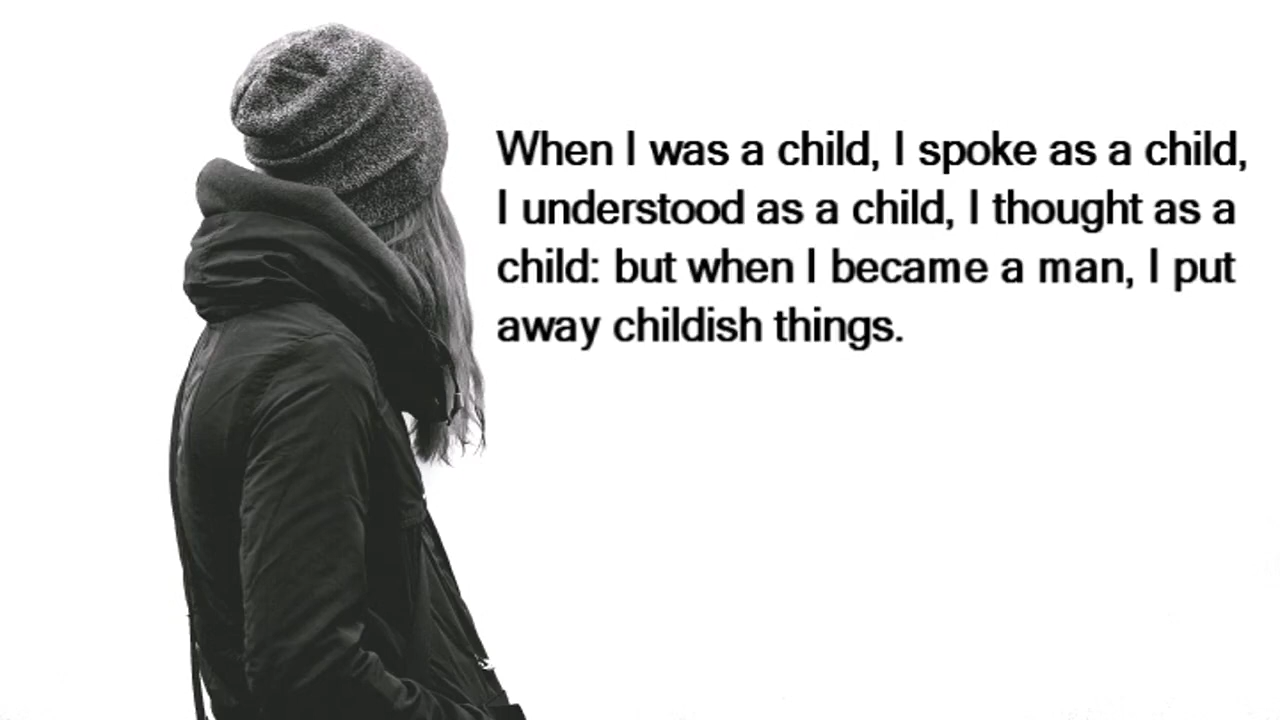 When I was a child, I spoke as a child,
I understood as a child, I thought as a
child: but when I became a man, I put
away childish things.